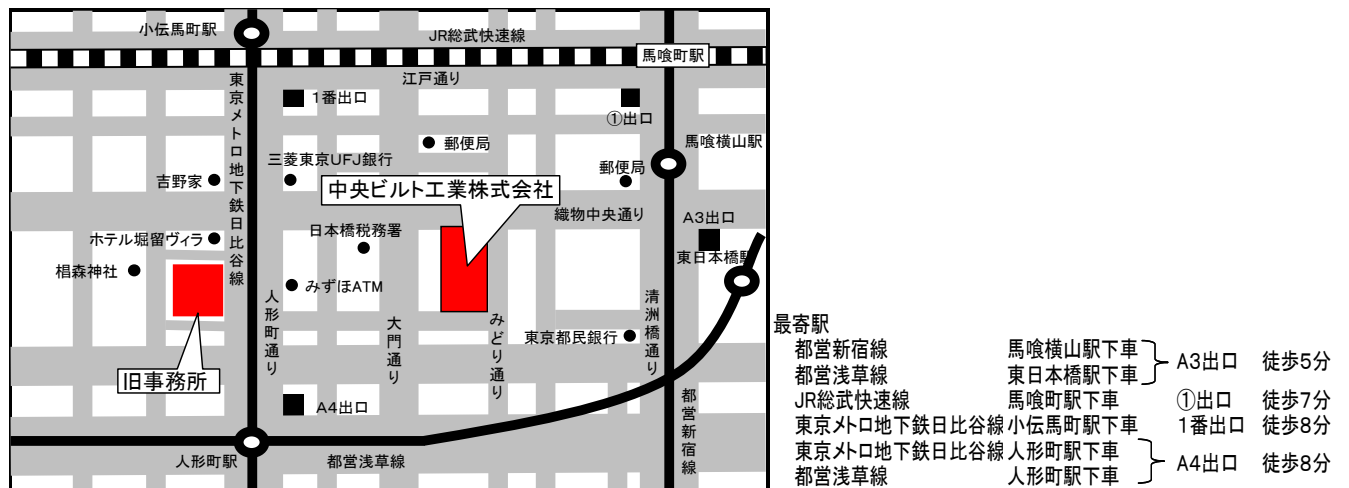 小伝馬町駅
JR総武快速線
馬喰町駅
江戸通り
東京メトロ地下鉄日比谷線
1番出口
①出口
郵便局
馬喰横山駅
三菱東京UFJ銀行
郵便局
吉野家
中央ビルト工業株式会社
織物中央通り
A3出口
日本橋税務署
ホテル堀留ヴィラ
東日本橋駅
椙森神社
みずほATM
人形町通り
大門通り
みどり通り
清洲橋通り
東京都民銀行
旧事務所
A4出口
都営新宿線
人形町駅
都営浅草線
最寄駅
都営新宿線 馬喰横山駅下車
都営浅草線 東日本橋駅下車
A3出口 徒歩5分
JR総武快速線 馬喰町駅下車 ①出口 徒歩7分
東京メトロ地下鉄日比谷線 小伝馬町駅下車 1番出口 徒歩8分
東京メトロ地下鉄日比谷線 人形町駅下車
都営浅草線 人形町駅下車
A4出口 徒歩8分